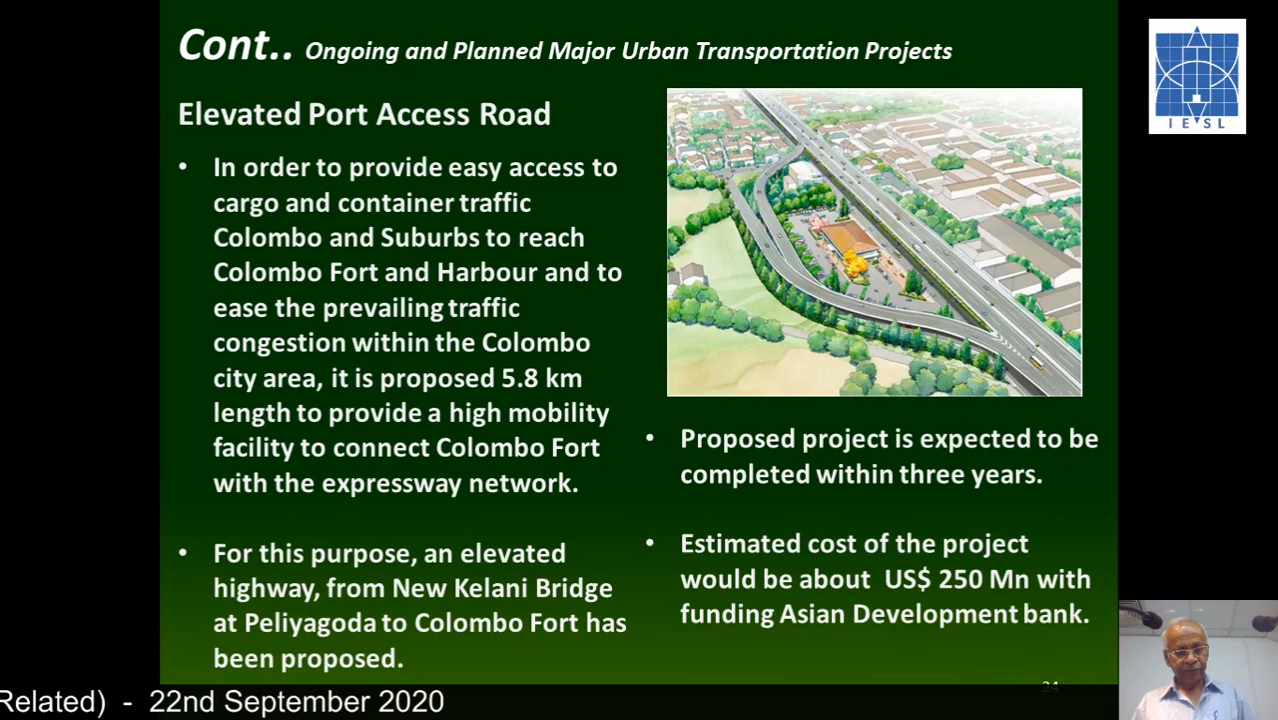 Cont.. Ongoing and Planned Major Urban Transportation Projects
Elevated Port Access Road
• In order to provide easy access to
cargo and container traffic
Colombo and Suburbs to reach
Colombo Fort and Harbour and to
ease the prevailing traffic
congestion within the Colombo
city area, it is proposed 5.8 km
length to provide a high mobility
facility to connect Colombo Fort
with the expressway network.
• For this purpose, an elevated
highway, from New Kelani Bridge
at Peliyagoda to Colombo Fort has
been proposed.
• Proposed project is expected to be
completed within three years.
• Estimated cost of the project
would be about US$ 250 Mn with
funding Asian Development bank.
24
IESL
Related) - 22nd September 2020